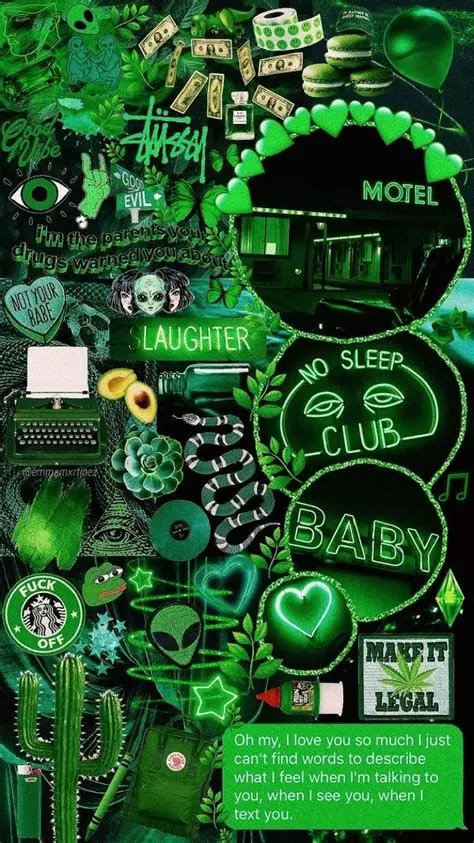 Good
Vibe
STÜSSY
GOOD
EVIL
MOTEL
I'm the parents your
drugs warned you about
NOT YOUR
BABE
SLAUGHTER
NO SLEEP
CLUB
@emmamxrtinez
BABY
FUCK
OFF
MAKE IT
LEGAL
Oh my, I love you so much I just
can't find words to describe
what I feel when I'm talking to
you, when I see you, when I
text you.